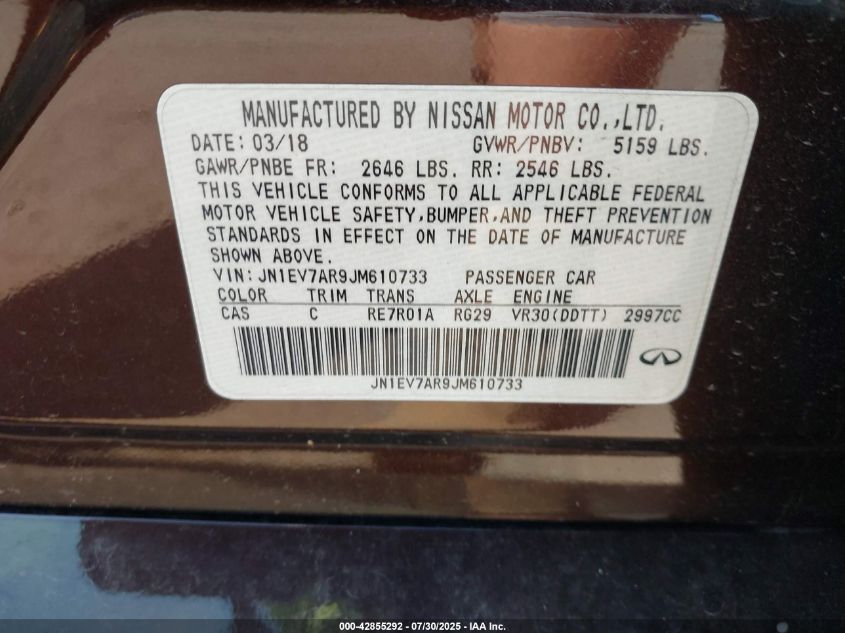 MANUFACTURED BY NISSAN MOTOR CO.,LTD.
DATE: 03/18 GVWR/PNBV: 5159 LBS.
GAWR/PNBE FR: 2646 LBS. RR: 2546 LBS.
THIS VEHICLE CONFORMS TO ALL APPLICABLE FEDERAL
MOTOR VEHICLE SAFETY,BUMPER,AND THEFT PREVENTION
STANDARDS IN EFFECT ON THE DATE OF MANUFACTURE
SHOWN ABOVE.
VIN: JN1EV7AR9JM610733 PASSENGER CAR
COLOR TRIM TRANS AXLE ENGINE
CAS C RE7R01A RG29 VR30(DDTT) 2997CC
JN1EV7AR9JM610733
000-42855292 - 07/30/2025 - IAA Inc.